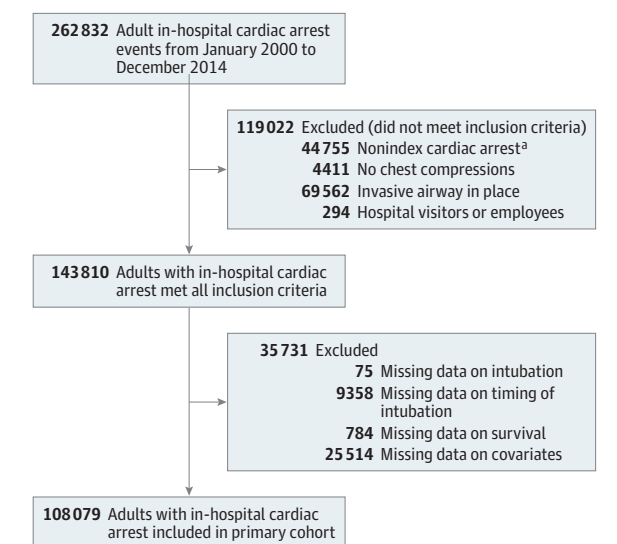 262 832 Adult in-hospital cardiac arrest
events from January 2000 to
December 2014
119 022 Excluded (did not meet inclusion criteria)
44 755 Nonindex cardiac arrestᵃ
4411 No chest compressions
69 562 Invasive airway in place
294 Hospital visitors or employees
143 810 Adults with in-hospital cardiac
arrest met all inclusion criteria
35 731 Excluded
75 Missing data on intubation
9358 Missing data on timing of
intubation
784 Missing data on survival
25 514 Missing data on covariates
108 079 Adults with in-hospital cardiac
arrest included in primary cohort